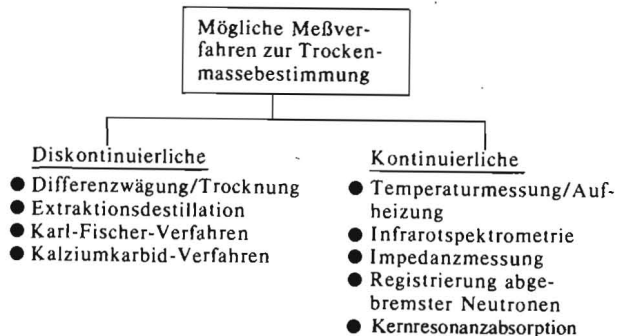 Mögliche Meßver-
fahren zur Trocken-
massebestimmung
Diskontinuierliche
● Differenzwägung/Trocknung
● Extraktionsdestillation
● Karl-Fischer-Verfahren
● Kalziumkarbid-Verfahren
Kontinuierliche
● Temperaturmessung/Auf-
heizung
● Infrarotspektrometrie
● Impedanzmessung
● Registrierung abge-
bremster Neutronen
● Kernresonanzabsorption